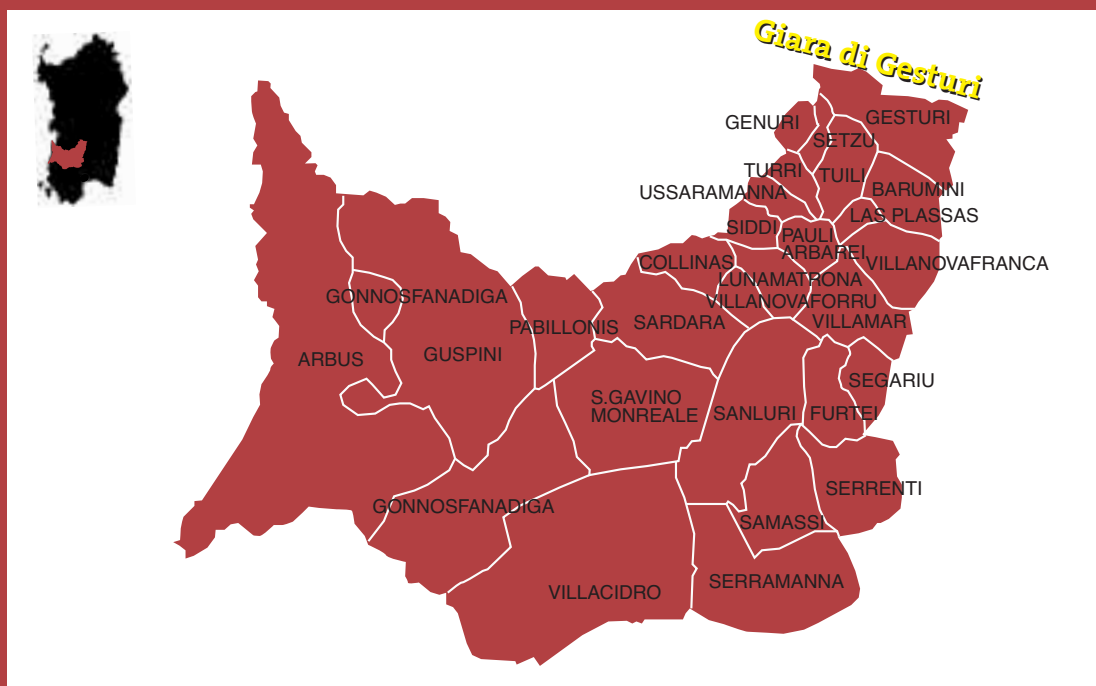 Giara di Gesturi
GESTURI
GENURI
SETZU
TURRI
TUILI
USSARAMANNA
BARUMINI
LAS PLASSAS
SIDDI
PAULI
ARBAREI
COLLINAS
VILLANOVAFRANCA
LUNAMATRONA
GONNOSFANADIGA
VILLANOVAFORRU
PABILLONIS
SARDARA
VILLAMAR
ARBUS
GUSPINI
SEGARIU
S.GAVINO
MONREALE
SANLURI
FURTEI
SERRENTI
GONNOSFANADIGA
SAMASSI
SERRAMANNA
VILLACIDRO